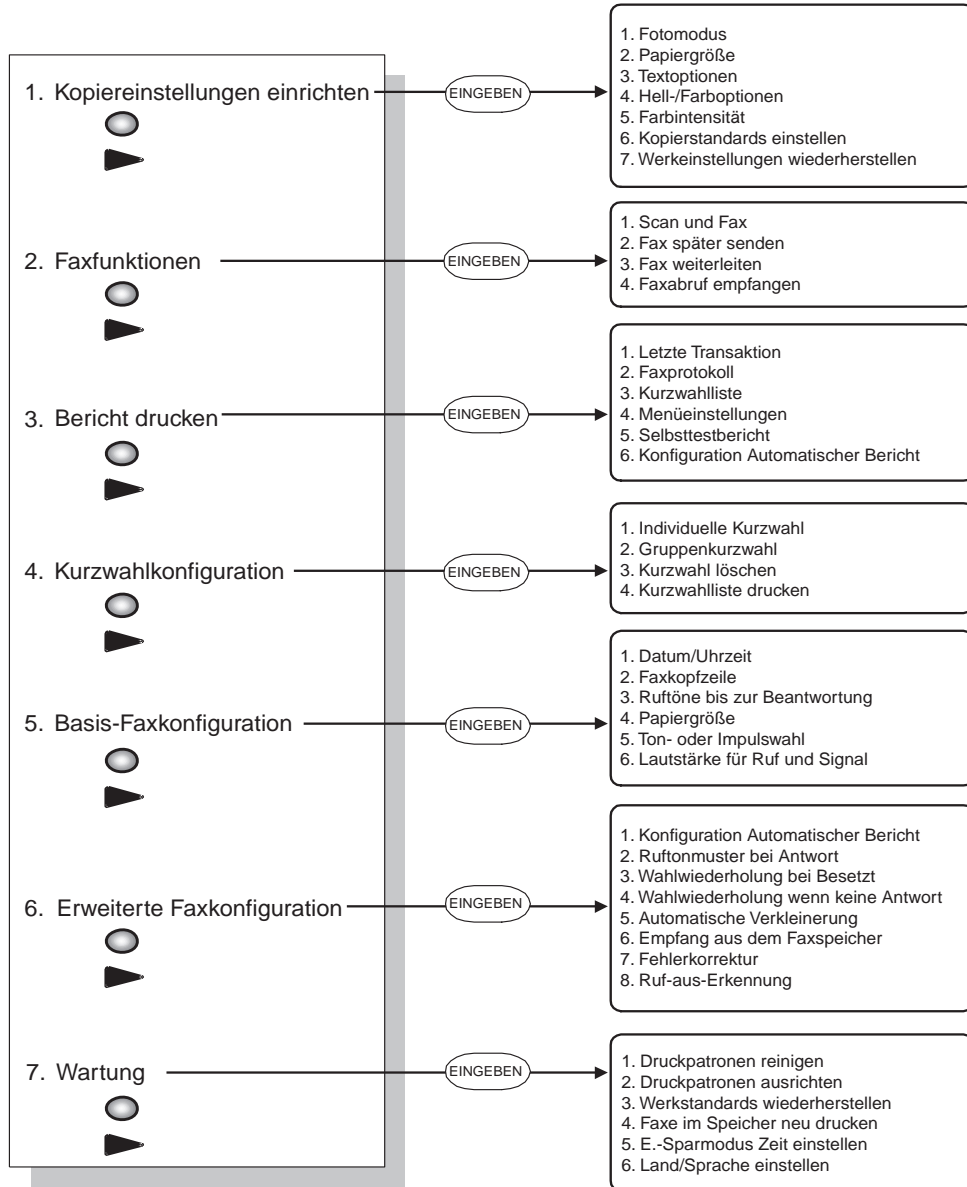 1. Kopiereinstellungen einrichten
EINGEBEN
1. Fotomodus
2. Papiergröße
3. Textoptionen
4. Hell-/Farboptionen
5. Farbintensität
6. Kopierstandards einstellen
7. Werkeinstellungen wiederherstellen
2. Faxfunktionen
EINGEBEN
1. Scan und Fax
2. Fax später senden
3. Fax weiterleiten
4. Faxabruf empfangen
3. Bericht drucken
EINGEBEN
1. Letzte Transaktion
2. Faxprotokoll
3. Kurzwahlliste
4. Menüeinstellungen
5. Selbsttestbericht
6. Konfiguration Automatischer Bericht
4. Kurzwahlkonfiguration
EINGEBEN
1. Individuelle Kurzwahl
2. Gruppenkurzwahl
3. Kurzwahl löschen
4. Kurzwahlliste drucken
5. Basis-Faxkonfiguration
EINGEBEN
1. Datum/Uhrzeit
2. Faxkopfzeile
3. Ruftöne bis zur Beantwortung
4. Papiergröße
5. Ton- oder Impulswahl
6. Lautstärke für Ruf und Signal
6. Erweiterte Faxkonfiguration
EINGEBEN
1. Konfiguration Automatischer Bericht
2. Ruftonmuster bei Antwort
3. Wahlwiederholung bei Besetzt
4. Wahlwiederholung wenn keine Antwort
5. Automatische Verkleinerung
6. Empfang aus dem Faxspeicher
7. Fehlerkorrektur
8. Ruf-aus-Erkennung
7. Wartung
EINGEBEN
1. Druckpatronen reinigen
2. Druckpatronen ausrichten
3. Werkstandards wiederherstellen
4. Faxe im Speicher neu drucken
5. E.-Sparmodus Zeit einstellen
6. Land/Sprache einstellen